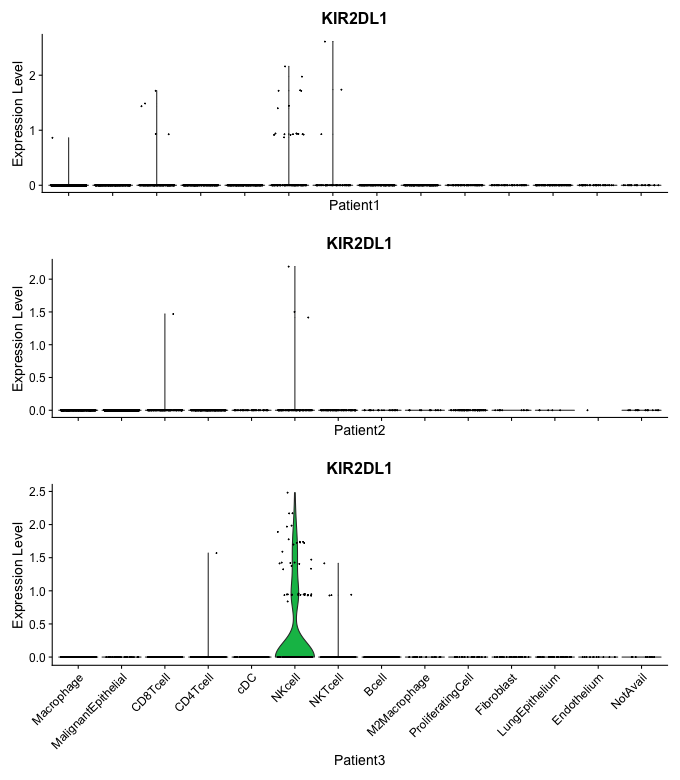 KIR2DL1
Expression Level
2
1
0
Patient1
KIR2DL1
Expression Level
2.0
1.5
1.0
0.5
0.0
Patient2
KIR2DL1
Expression Level
2.5
2.0
1.5
1.0
0.5
0.0
Macrophage
MalignantEpithelial
CD8Tcell
CD4Tcell
cDC
NKcell
NKTcell
Bcell
M2Macrophage
ProliferatingCell
Fibroblast
LungEpithelium
Endothelium
NotAvail
Patient3